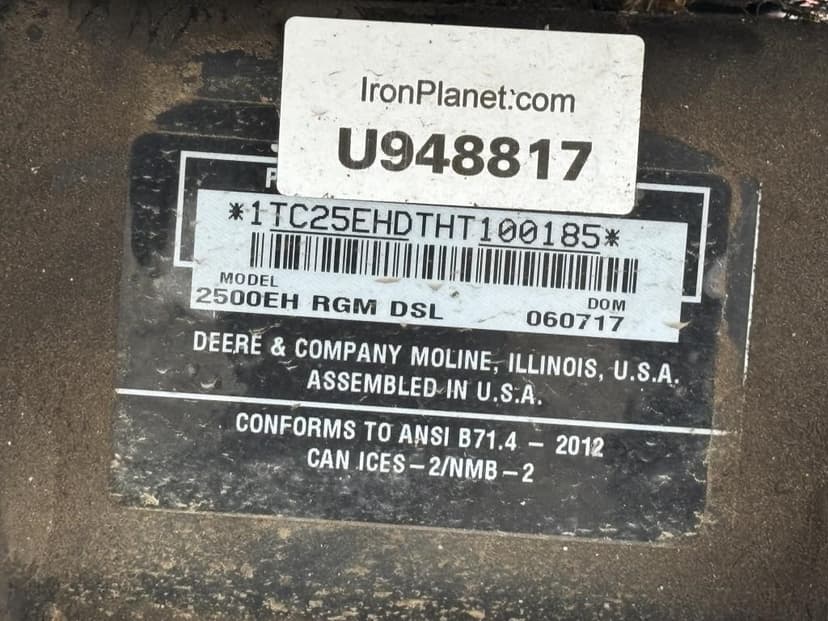 IronPlanet.com
U948817
*1TC25EHDTHT100185*
MODEL
2500EH RGM DSL
DOM
060717
DEERE & COMPANY MOLINE, ILLINOIS, U.S.A.
ASSEMBLED IN U.S.A.
CONFORMS TO ANSI B71.4 – 2012
CAN ICES – 2/NMB – 2